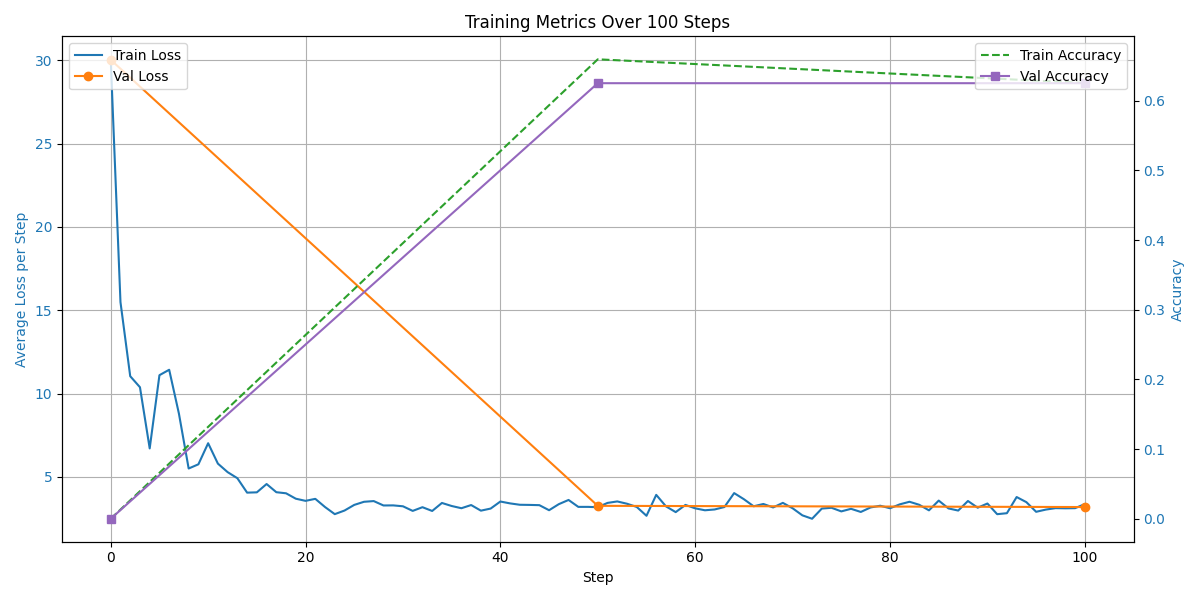 Training Metrics Over 100 Steps
Train Loss
Val Loss
Train Accuracy
Val Accuracy
30
25
20
15
10
5
Average Loss per Step
0.6
0.5
0.4
0.3
0.2
0.1
0.0
Accuracy
0 20 40 60 80 100
Step